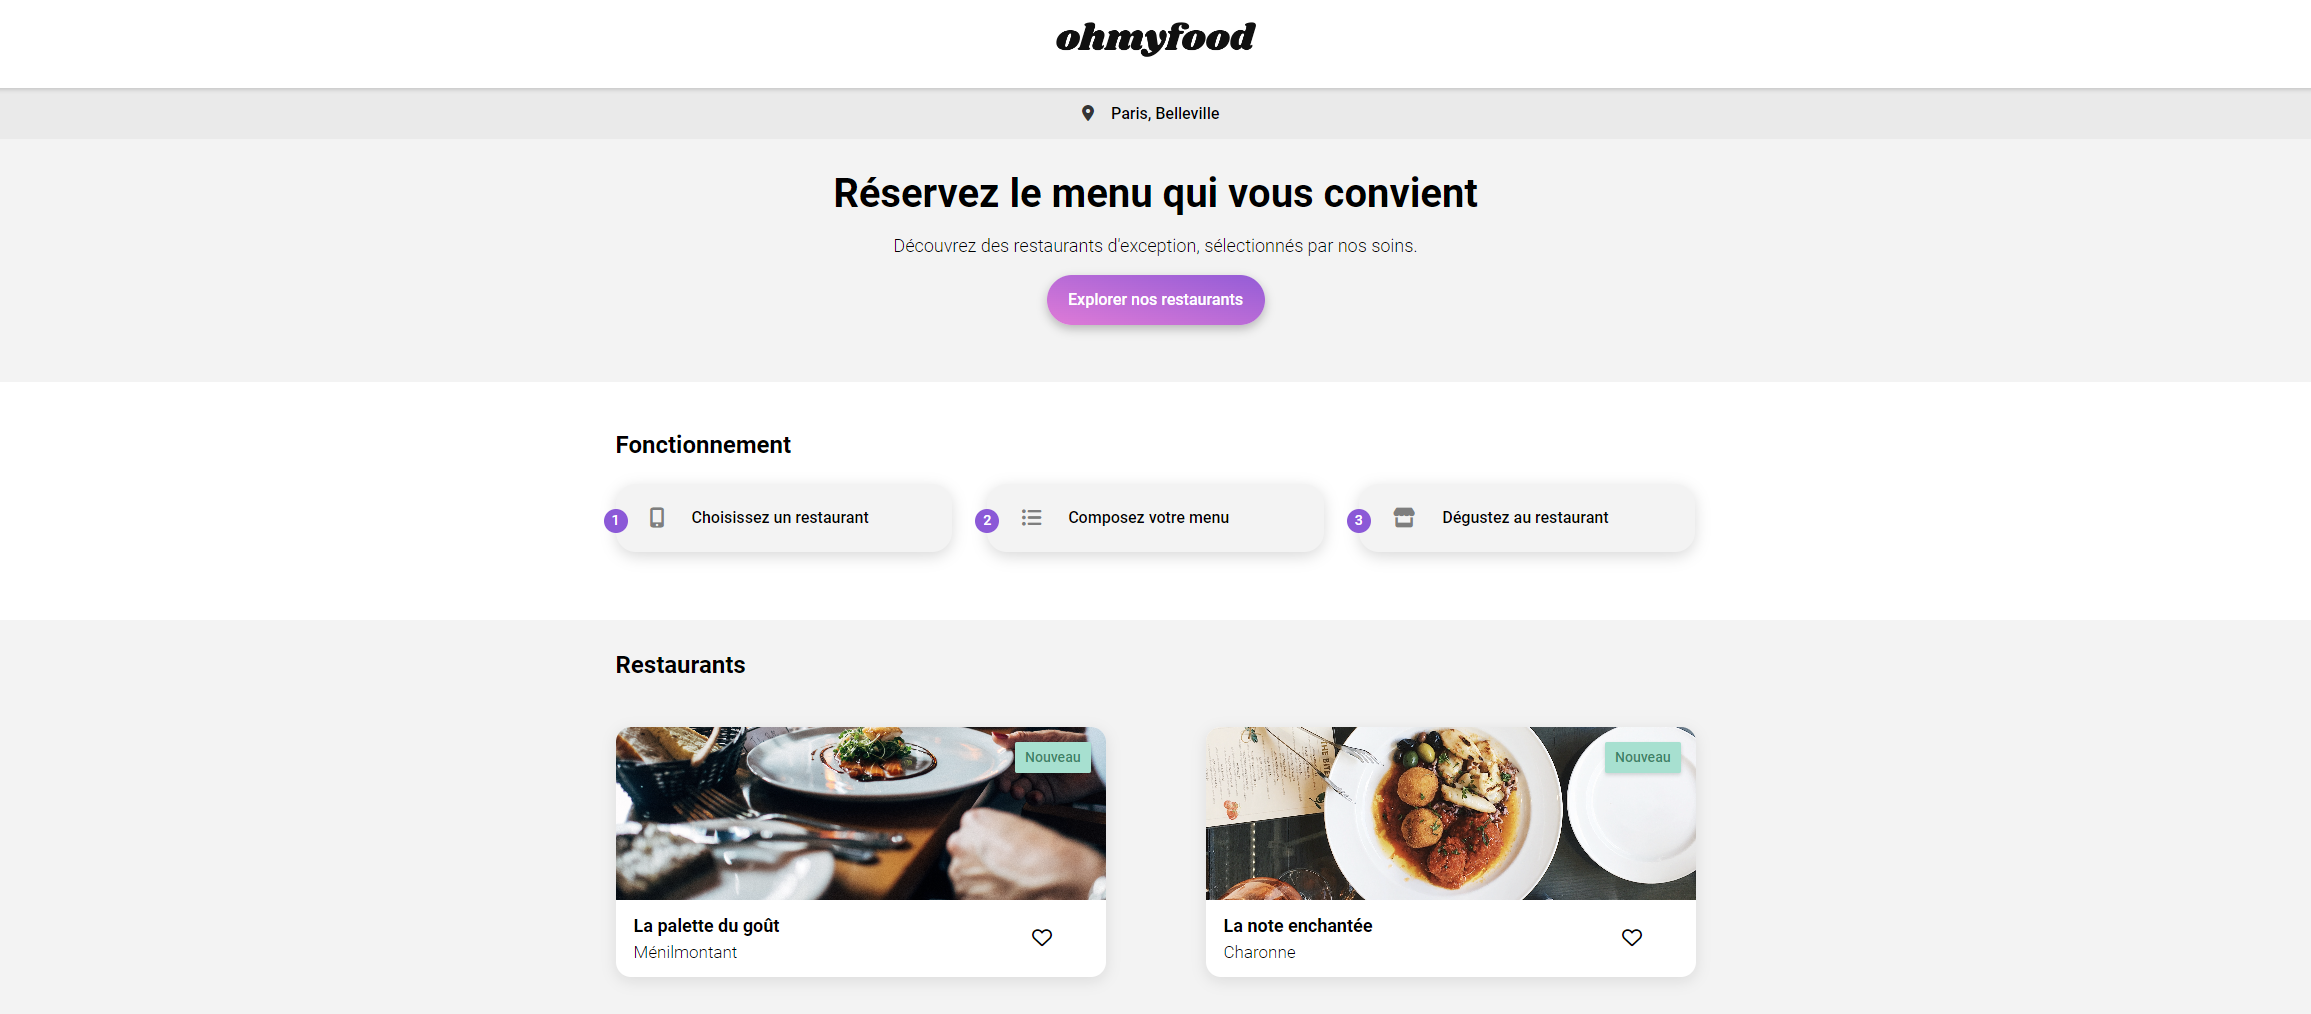 ohmyfood
Paris, Belleville
Réservez le menu qui vous convient
Découvrez des restaurants d'exception, sélectionnés par nos soins.
Explorer nos restaurants
Fonctionnement
1 Choisissez un restaurant
2 Composez votre menu
3 Dégustez au restaurant
Restaurants
Nouveau
La palette du goût
Ménilmontant
Nouveau
La note enchantée
Charonne